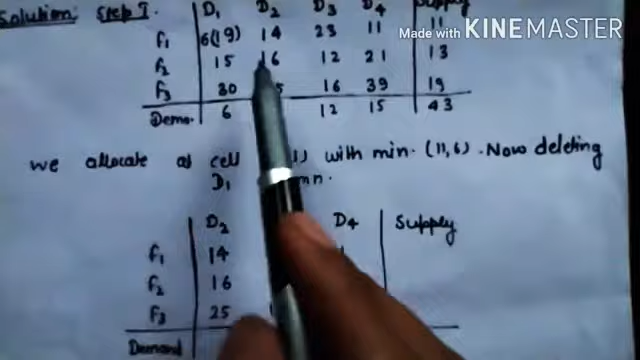 Solution: Step I.
D1 D2 D3 D4 Supply
F1 6(19) 14 23 11 11
F2 15 16 12 21 13
F3 30 16 39 19
Dema. 6 12 15 43
Made with KINEMASTER
we allocate at cell with min. (11,6). Now deleting
D1
D2 D4 Supply
F1 14
F2 16
F3 25
Demand